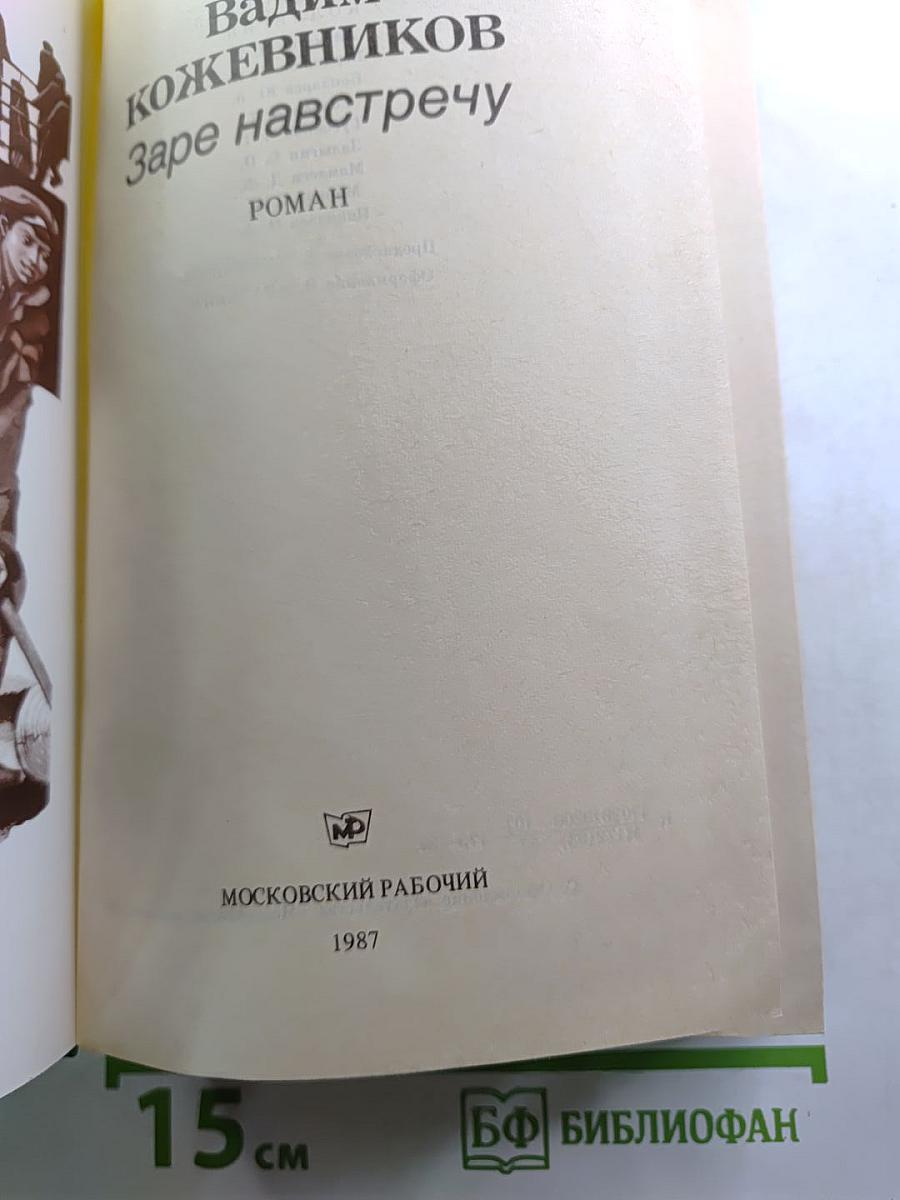 Вадим
КОЖЕВНИКОВ
Заре навстречу
РОМАН
МР
МОСКОВСКИЙ РАБОЧИЙ
1987
15 см
БФ БИБЛИОФАН